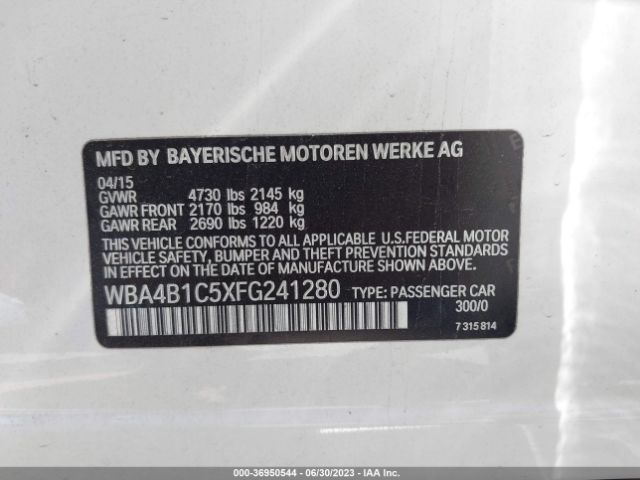 MFD BY BAYERISCHE MOTOREN WERKE AG
04/15
GVWR 4730 lbs 2145 kg
GAWR FRONT 2170 lbs 984 kg
GAWR REAR 2690 lbs 1220 kg
THIS VEHICLE CONFORMS TO ALL APPLICABLE U.S.FEDERAL MOTOR
VEHICLE SAFETY, BUMPER AND THEFT PREVENTION STANDARDS
IN EFFECT ON THE DATE OF MANUFACTURE SHOWN ABOVE.
WBA4B1C5XFG241280 TYPE: PASSENGER CAR
300/0
7 315 814
000-36950544 - 06/30/2023 - IAA Inc.